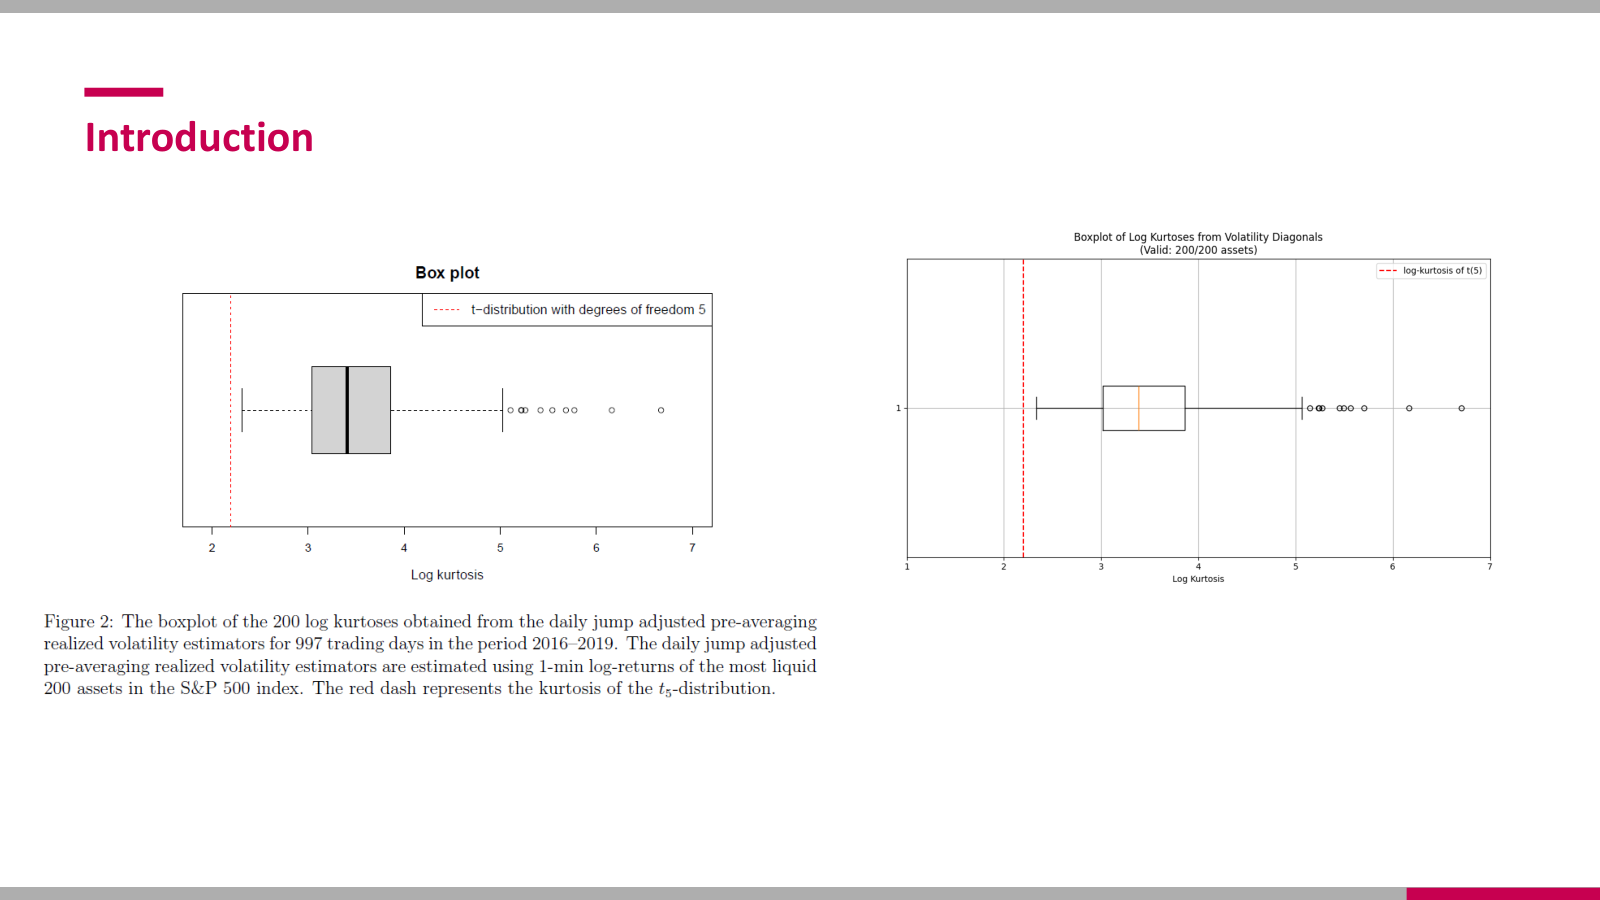 Introduction
Box plot
t−distribution with degrees of freedom 5
2 3 4 5 6 7
Log kurtosis
Figure 2: The boxplot of the 200 log kurtoses obtained from the daily jump adjusted pre-averaging
realized volatility estimators for 997 trading days in the period 2016–2019. The daily jump adjusted
pre-averaging realized volatility estimators are estimated using 1-min log-returns of the most liquid
200 assets in the S&P 500 index. The red dash represents the kurtosis of the t5-distribution.
Boxplot of Log Kurtoses from Volatility Diagonals
(Valid: 200/200 assets)
log-kurtosis of t(5)
1
1 2 3 4 5 6 7
Log Kurtosis